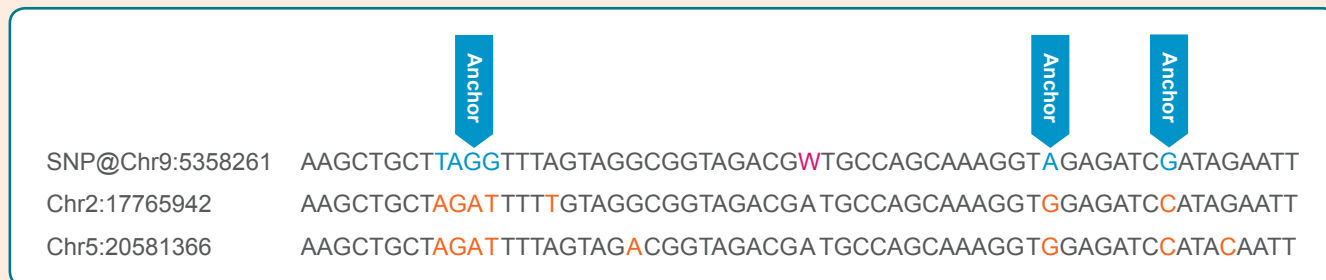 Anchor Anchor Anchor
SNP@Chr9:5358261 AAGCTGCTTAGGTTTAGTAGGCGGTAGACGWTGCCAGCAAAGGTAGAGATCGATAGAATT
Chr2:17765942 AAGCTGCTAGATTTTTGTAGGCGGTAGACGATGCCAGCAAAGGTGGAGATCCATAGAATT
Chr5:20581366 AAGCTGCTAGATTTTAGTAGACGGTAGACGATGCCAGCAAAGGTGGAGATCCATACAATT